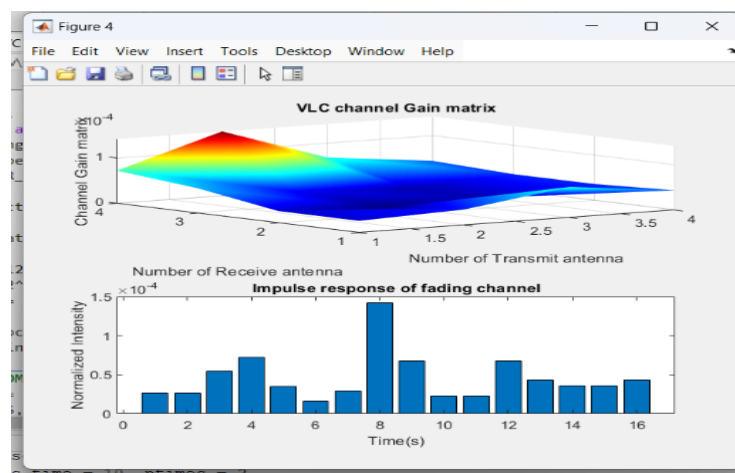 Figure 4
File Edit View Insert Tools Desktop Window Help
VLC channel Gain matrix
×10-4
Channel Gain matrix
1
0
4
3
2
1
1
1.5
2
2.5
3
3.5
4
Number of Receive antenna
Number of Transmit antenna
Impulse response of fading channel
×10-4
Normalized Intensity
1.5
1
0.5
0
0 2 4 6 8 10 12 14 16
Time(s)